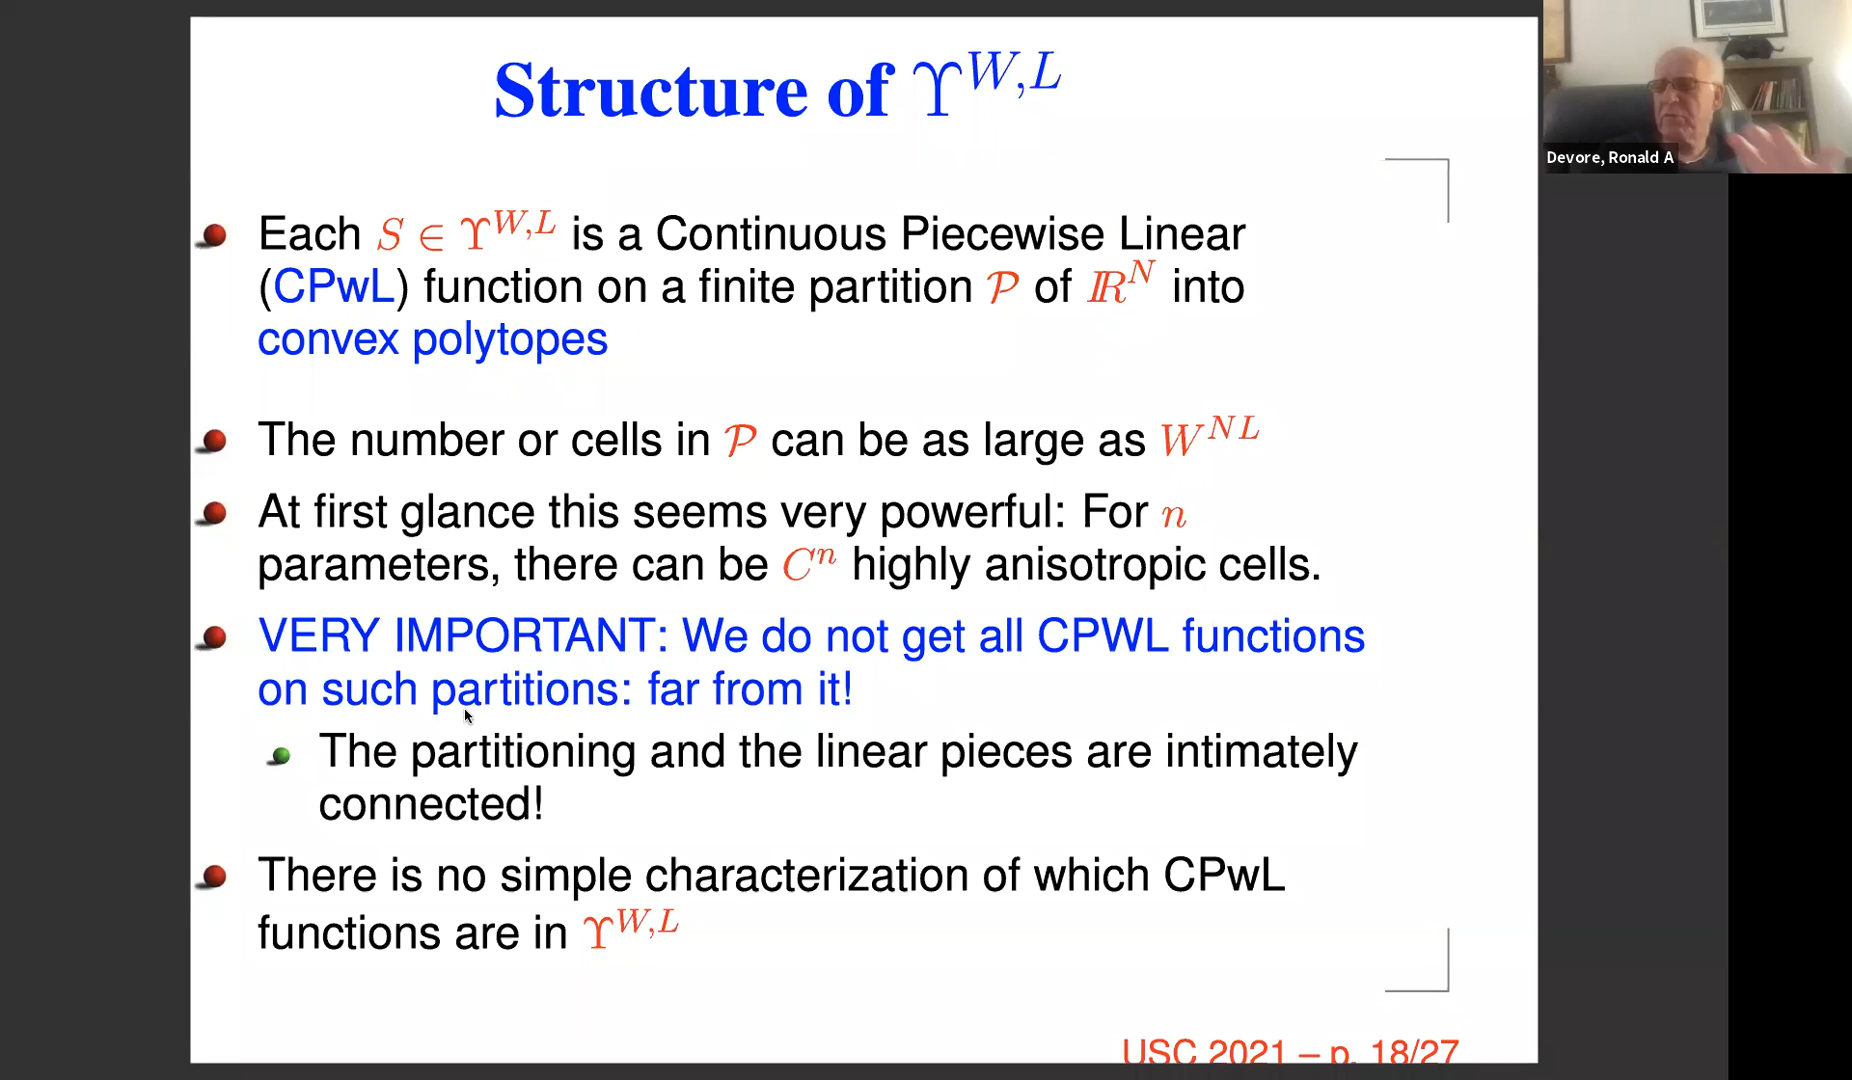 Structure of ϒ^{W,L}
Devore, Ronald A
Each S ∈ ϒ^{W,L} is a Continuous Piecewise Linear
(CPwL) function on a finite partition 𝒫 of ℝ^N into
convex polytopes
The number or cells in 𝒫 can be as large as W^{NL}
At first glance this seems very powerful: For n
parameters, there can be C^n highly anisotropic cells.
VERY IMPORTANT: We do not get all CPWL functions
on such partitions: far from it!
The partitioning and the linear pieces are intimately
connected!
There is no simple characterization of which CPwL
functions are in ϒ^{W,L}
USC 2021 – p. 18/27